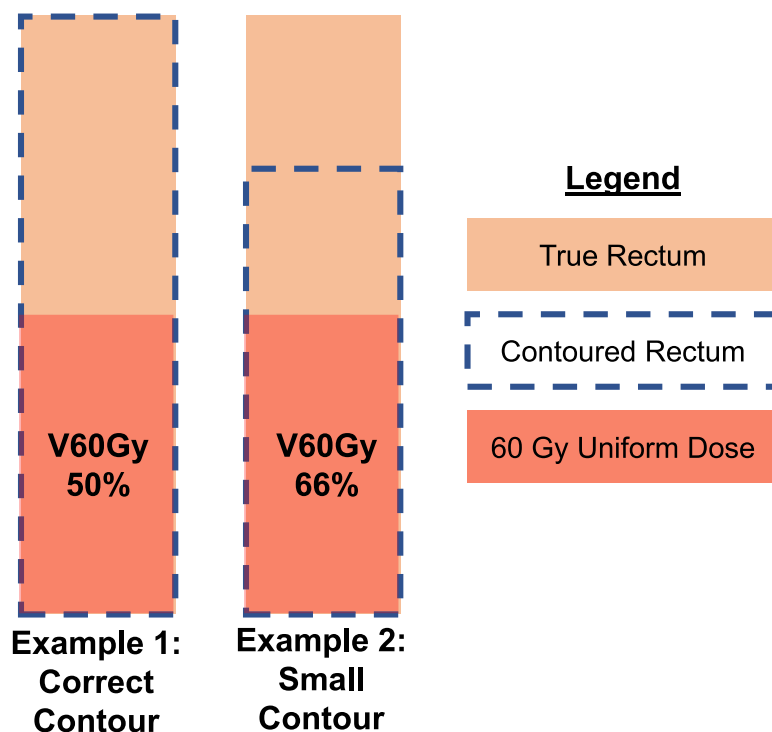 Legend
True Rectum
Contoured Rectum
60 Gy Uniform Dose
V60Gy
50%
V60Gy
66%
Example 1:
Correct
Contour
Example 2:
Small
Contour